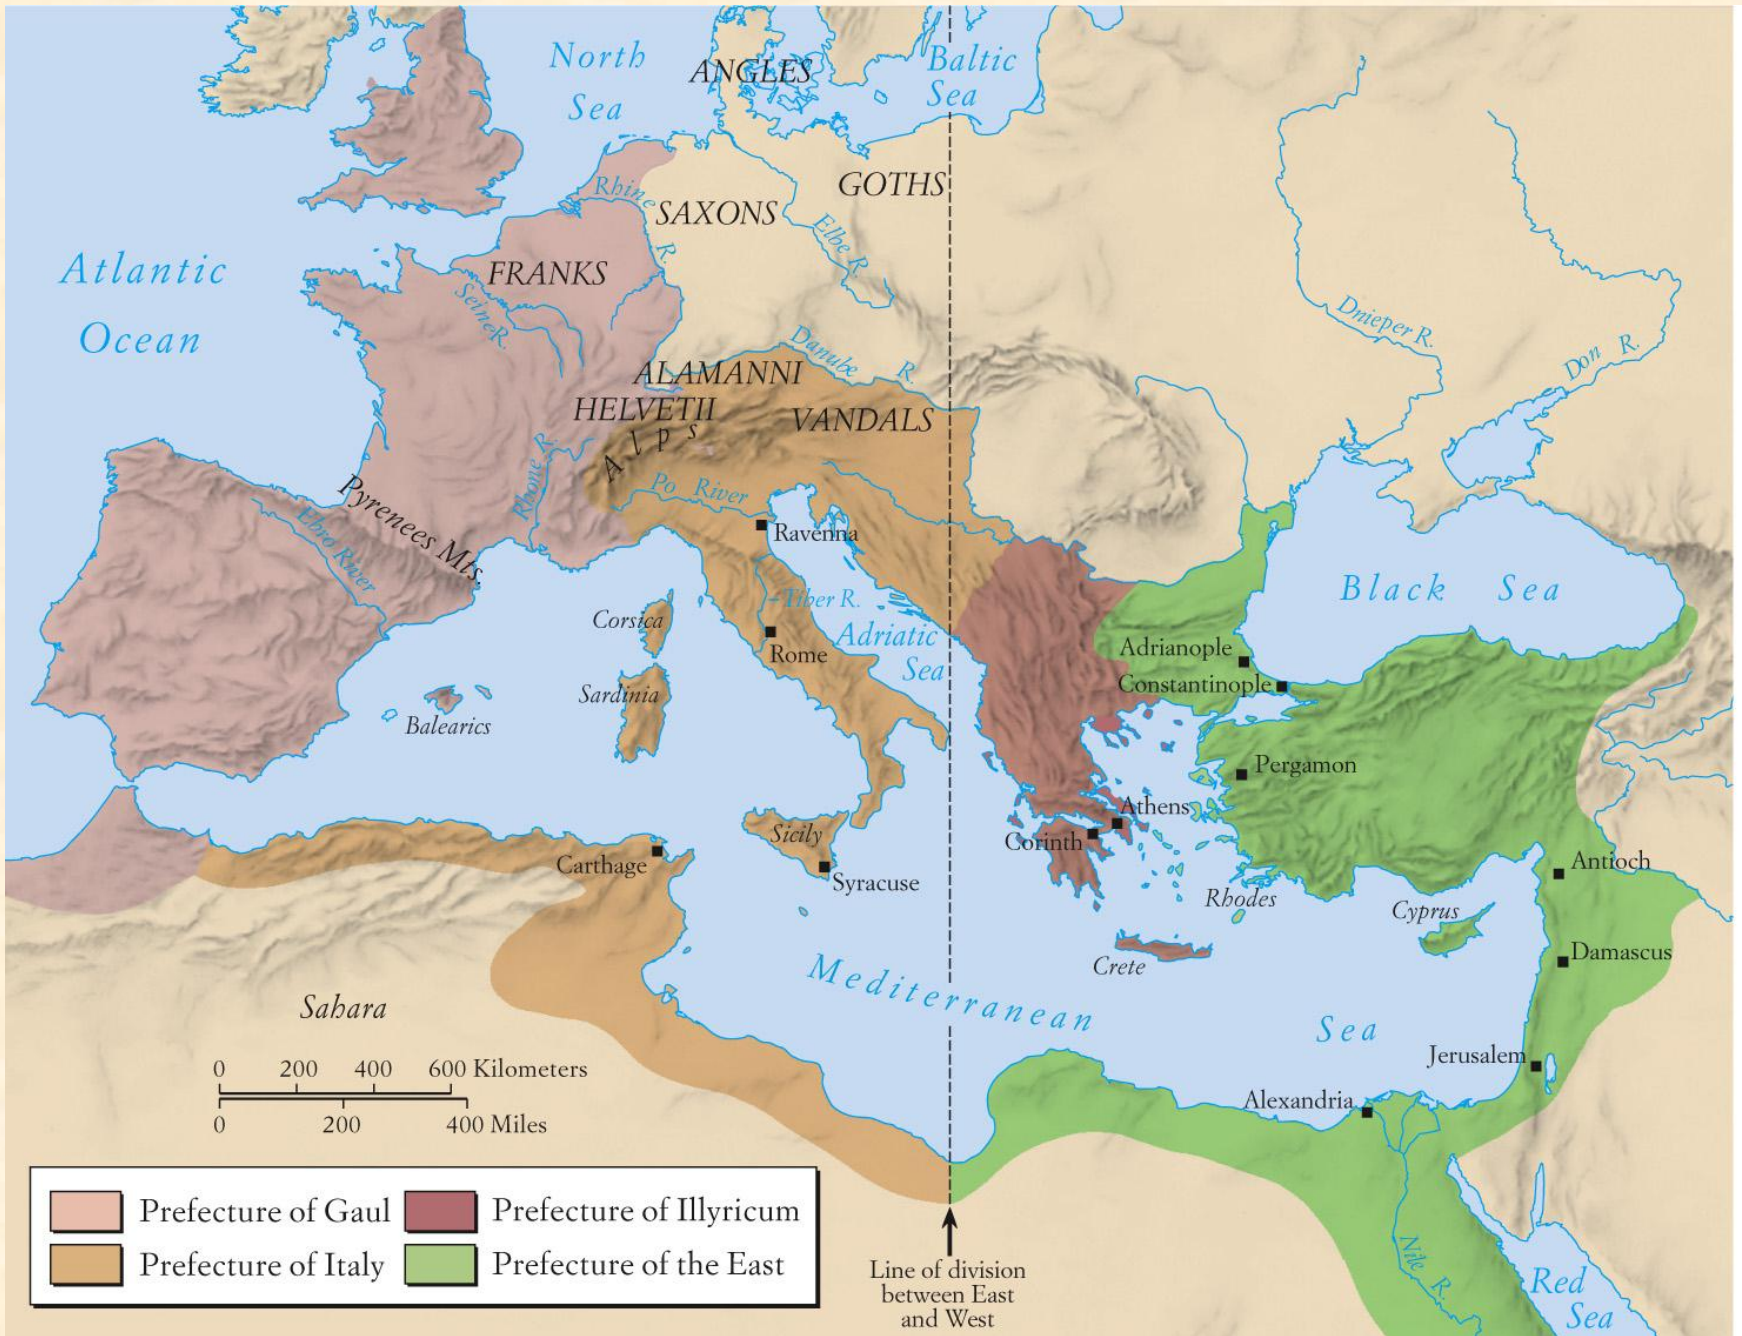 North
Sea
ANGLES
Baltic
Sea
GOTHS
Rhine
R.
SAXONS
Elbe R.
Atlantic
Ocean
FRANKS
Seine R.
Dnieper R.
Don R.
Danube R.
ALAMANNI
HELVETII
VANDALS
Alps
Rhone R.
Po River
Pyrenees Mts.
Ebro River
Ravenna
Tiber R.
Corsica
Rome
Adriatic
Sea
Sardinia
Balearics
Black Sea
Adrianople
Constantinople
Pergamon
Athens
Corinth
Sicily
Carthage
Syracuse
Rhodes
Cyprus
Antioch
Crete
Damascus
Mediterranean
Sea
Sahara
Jerusalem
Alexandria
0 200 400 600 Kilometers
0 200 400 Miles
Prefecture of Gaul
Prefecture of Italy
Prefecture of Illyricum
Prefecture of the East
Line of division
between East
and West
Nile R.
Red
Sea